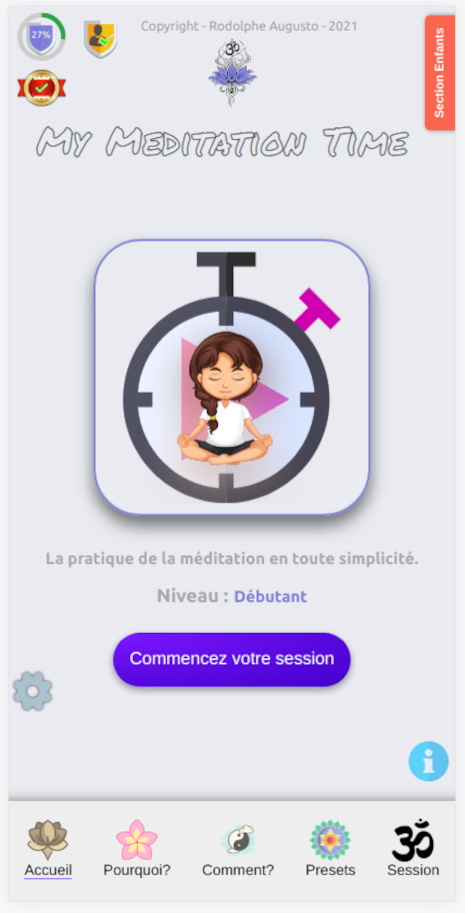 27%
Copyright - Rodolphe Augusto - 2021
Section Enfants
My Meditation Time
La pratique de la méditation en toute simplicité.
Niveau : Débutant
Commencez votre session
i
Accueil Pourquoi? Comment? Presets Session